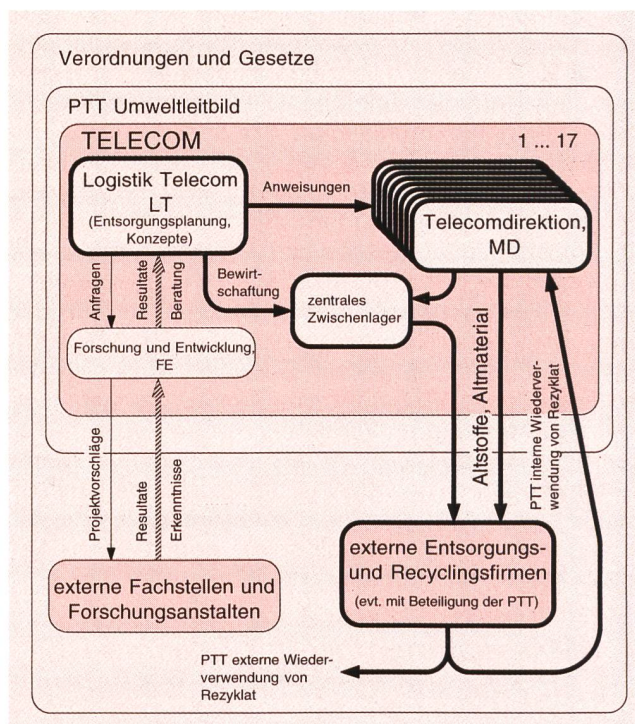 Verordnungen und Gesetze
PTT Umweltleitbild
TELECOM
1 ... 17
Logistik Telecom
LT
(Entsorgungsplanung,
Konzepte)
Anweisungen
Telecomdirektion,
MD
Anfragen
Resultate
Beratung
Bewirt-
schaftung
zentrales
Zwischenlager
Forschung und Entwicklung,
FE
Altstoffe, Altmaterial
PTT interne Wiederver-
wendung von Rezyklat
Projektvorschläge
Resultate
Erkenntnisse
externe Fachstellen und
Forschungsanstalten
externe Entsorgungs-
und Recyclingsfirmen
(evt. mit Beteiligung der PTT)
PTT externe Wieder-
verwendung von
Rezyklat